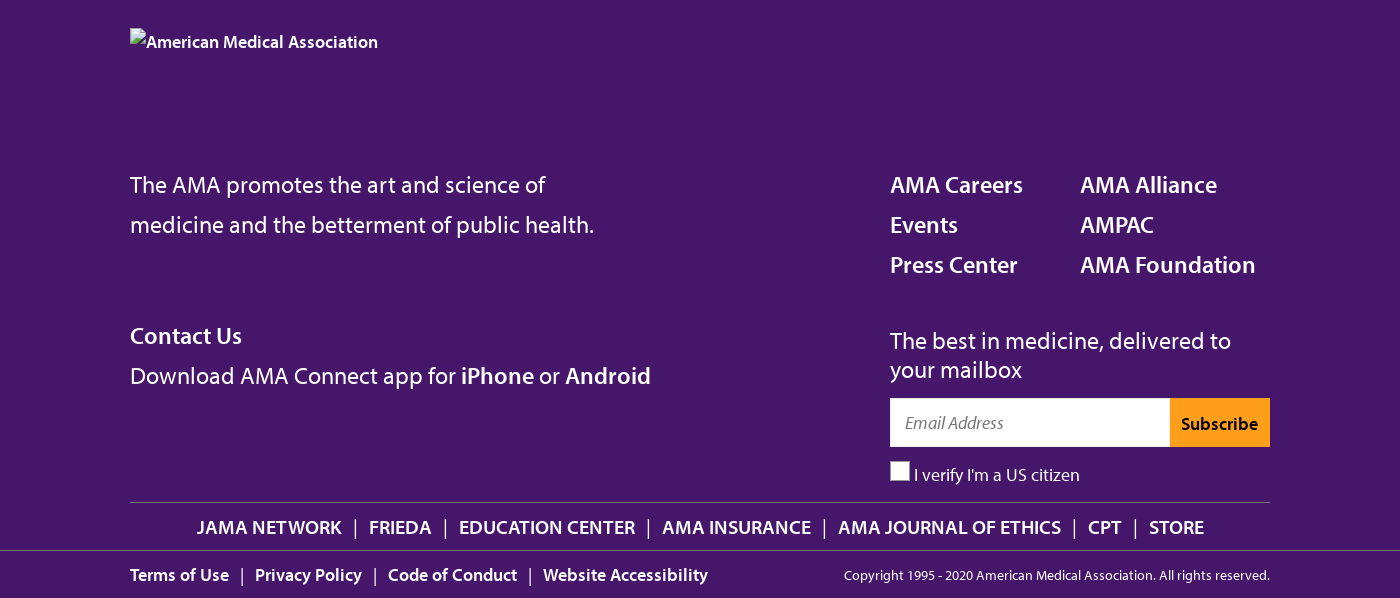 American Medical Association
The AMA promotes the art and science of
medicine and the betterment of public health.
Contact Us
Download AMA Connect app for iPhone or Android
AMA Careers
Events
Press Center
AMA Alliance
AMPAC
AMA Foundation
The best in medicine, delivered to
your mailbox
Email Address
Subscribe
I verify I'm a US citizen
JAMA NETWORK | FRIEDA | EDUCATION CENTER | AMA INSURANCE | AMA JOURNAL OF ETHICS | CPT | STORE
Terms of Use | Privacy Policy | Code of Conduct | Website Accessibility
Copyright 1995 - 2020 American Medical Association. All rights reserved.